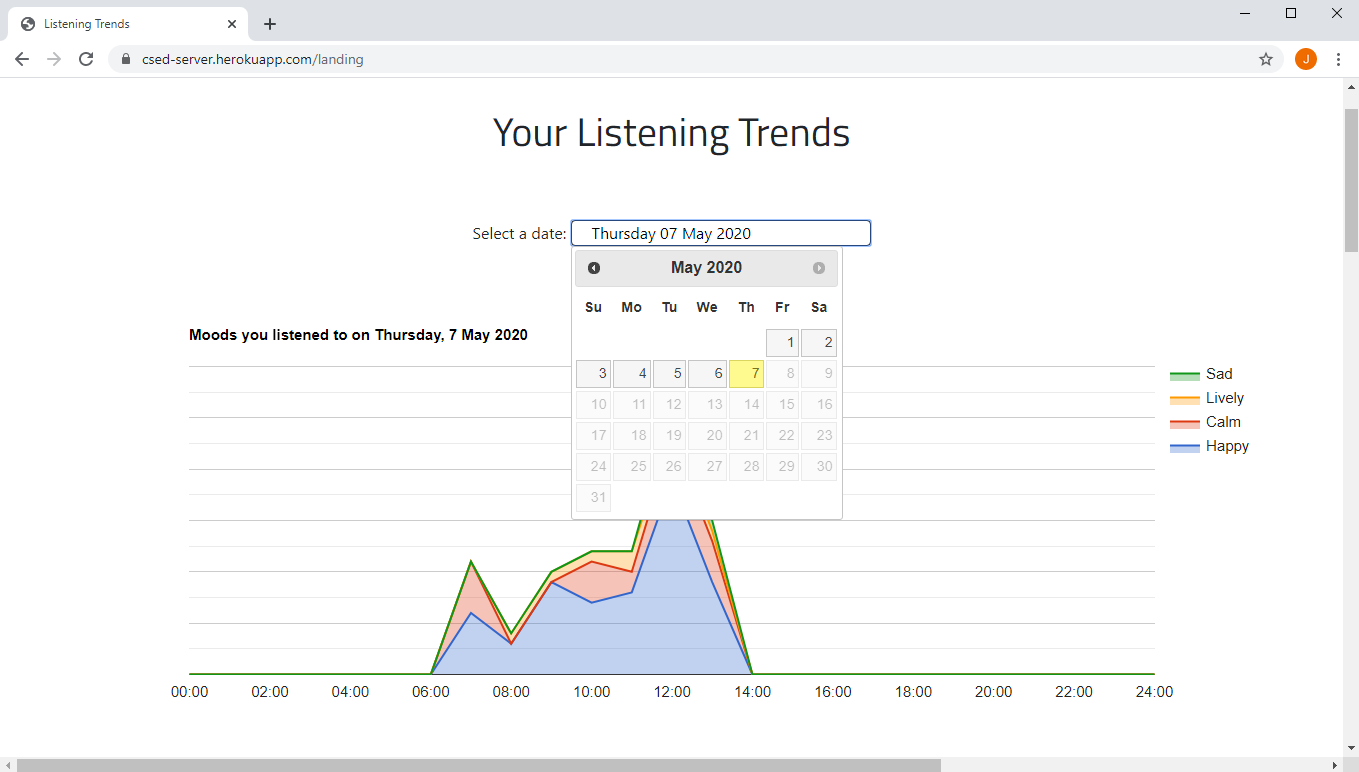 Listening Trends
csed-server.herokuapp.com/landing
J
Your Listening Trends
Select a date: Thursday 07 May 2020
May 2020
Su Mo Tu We Th Fr Sa
1 2
3 4 5 6 7 8 9
10 11 12 13 14 15 16
17 18 19 20 21 22 23
24 25 26 27 28 29 30
31
Moods you listened to on Thursday, 7 May 2020
Sad
Lively
Calm
Happy
00:00 02:00 04:00 06:00 08:00 10:00 12:00 14:00 16:00 18:00 20:00 22:00 24:00